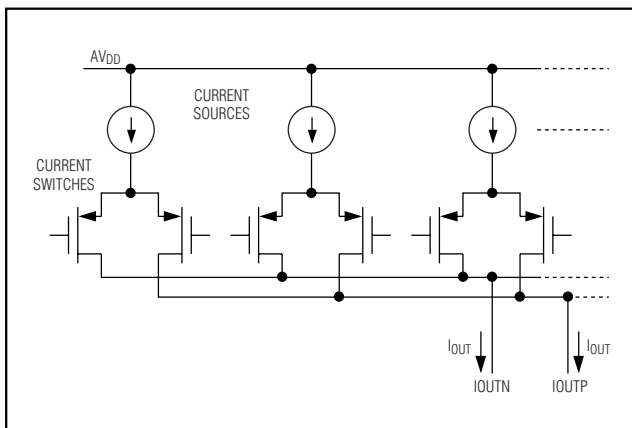 AVDD
CURRENT
SOURCES
CURRENT
SWITCHES
IOUT
IOUT
IOUTN
IOUTP